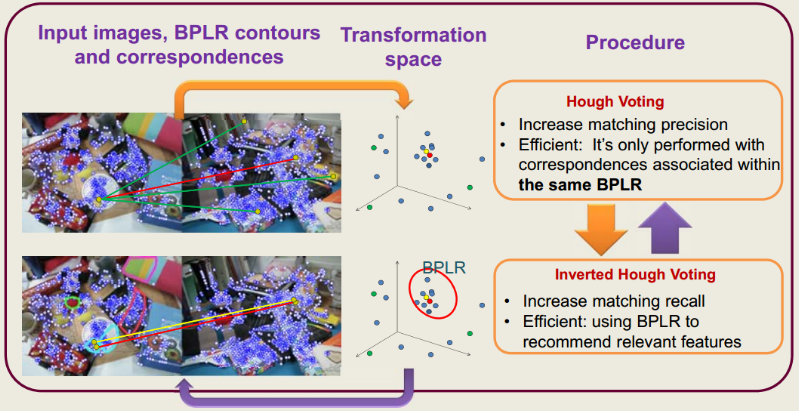 Input images, BPLR contours
and correspondences
Transformation
space
Procedure
Hough Voting
• Increase matching precision
• Efficient: It's only performed with
correspondences associated within
the same BPLR
BPLR
Inverted Hough Voting
• Increase matching recall
• Efficient: using BPLR to
recommend relevant features